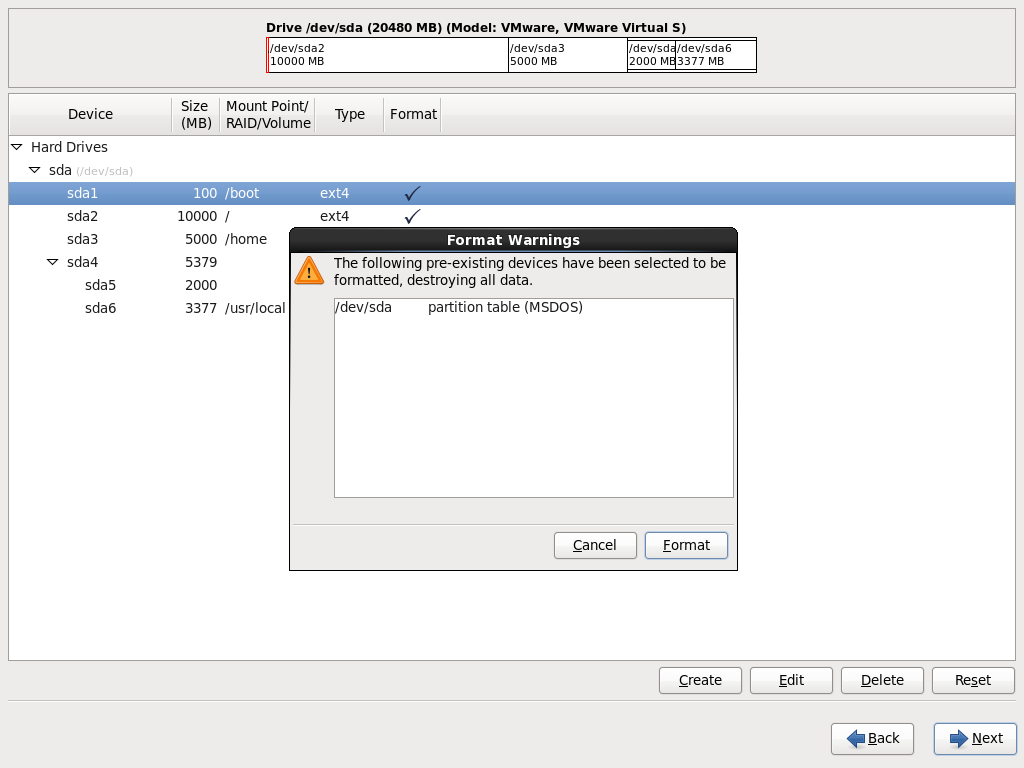 Drive /dev/sda (20480 MB) (Model: VMware, VMware Virtual S)
/dev/sda2 /dev/sda3 /dev/sda /dev/sda6
10000 MB 5000 MB 2000 MB 3377 MB
Device Size (MB) Mount Point/ RAID/Volume Type Format
Hard Drives
sda (/dev/sda)
sda1 100 /boot ext4
sda2 10000 / ext4
sda3 5000 /home
sda4 5379
sda5 2000
sda6 3377 /usr/local
Format Warnings
The following pre-existing devices have been selected to be
formatted, destroying all data.
/dev/sda partition table (MSDOS)
Cancel Format
Create Edit Delete Reset
Back Next